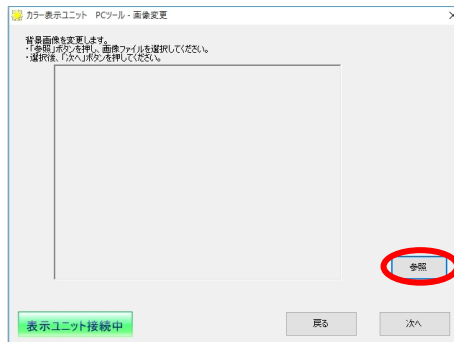 カラー表示ユニット PCツール - 画像変更
背景画像を変更します。
・「参照」ボタンを押し、画像ファイルを選択してください。
・選択後、「次へ」ボタンを押してください。
参照
表示ユニット接続中
戻る
次へ